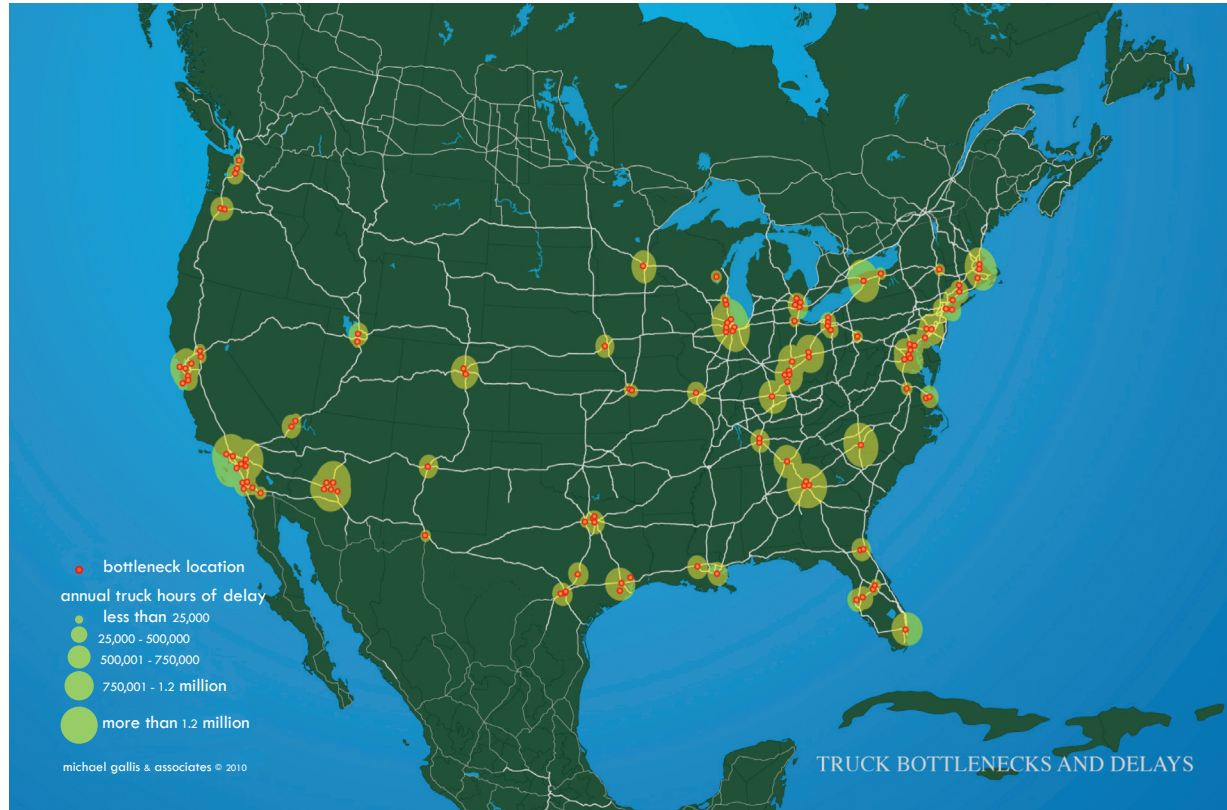 bottleneck location
annual truck hours of delay
less than 25,000
25,000 - 500,000
500,001 - 750,000
750,001 - 1.2 million
more than 1.2 million
michael gallis & associates © 2010
TRUCK BOTTLENECKS AND DELAYS